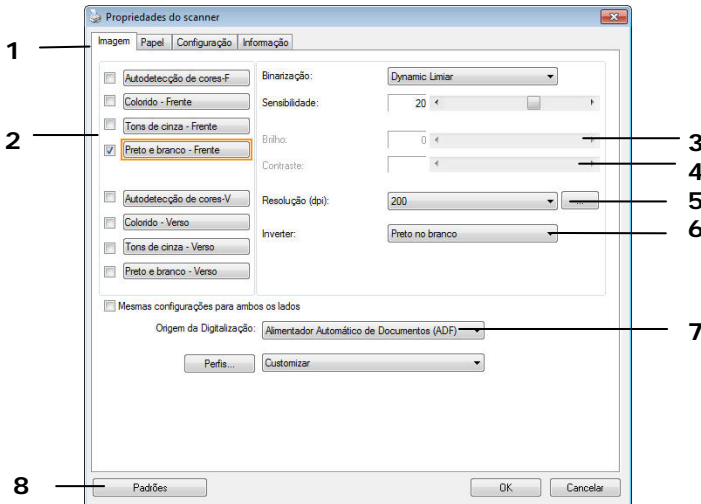 Propriedades do scanner
1
Imagem Papel Configuração Informação
Autodetecção de cores-F
Binarização:
Dynamic Limiar
Colorido - Frente
Sensibilidade:
20
Tons de cinza - Frente
2
Preto e branco - Frente
Brilho:
0
3
Contraste:
4
Autodetecção de cores-V
Resolução (dpi):
200
...
5
Colorido - Verso
Inverter:
Preto no branco
6
Tons de cinza - Verso
Preto e branco - Verso
Mesmas configurações para ambos os lados
Origem da Digitalização:
Alimentador Automático de Documentos (ADF)
7
Perfis...
Customizar
8
Padrões
OK
Cancelar